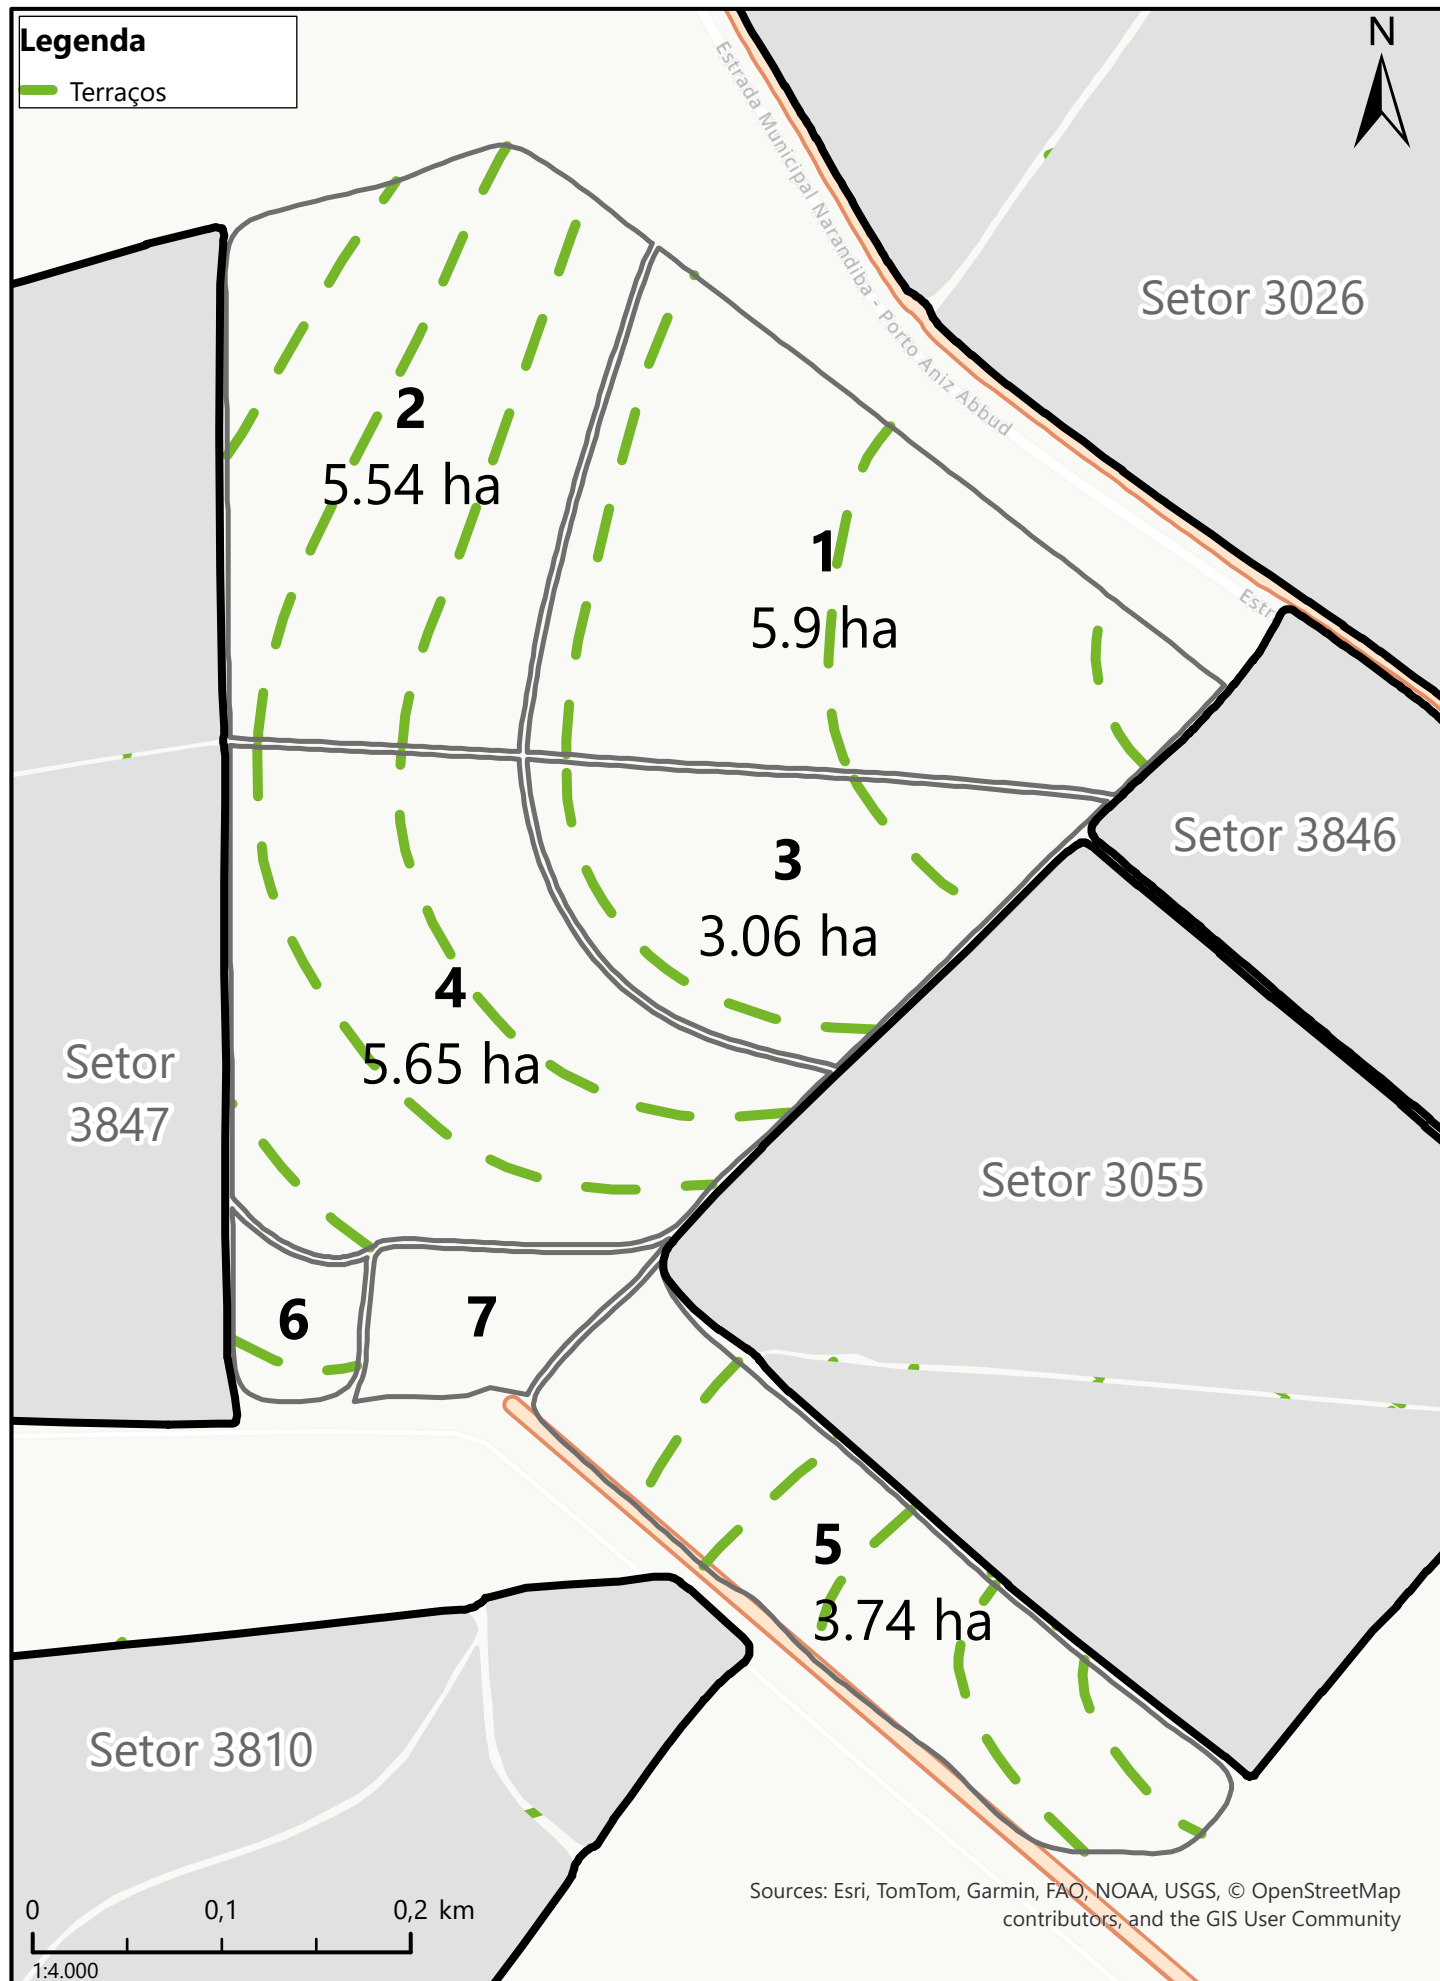 Legenda
Terraços
N
Estrada Municipal Narandiba - Porto Aniz Abbud
Setor 3026
2
5.54 ha
1
5.9 ha
Estr
Setor 3846
3
3.06 ha
4
5.65 ha
Setor
3847
Setor 3055
6
7
5
3.74 ha
Setor 3810
Sources: Esri, TomTom, Garmin, FAO, NOAA, USGS, © OpenStreetMap
contributors, and the GIS User Community
0 0,1 0,2 km
1:4.000